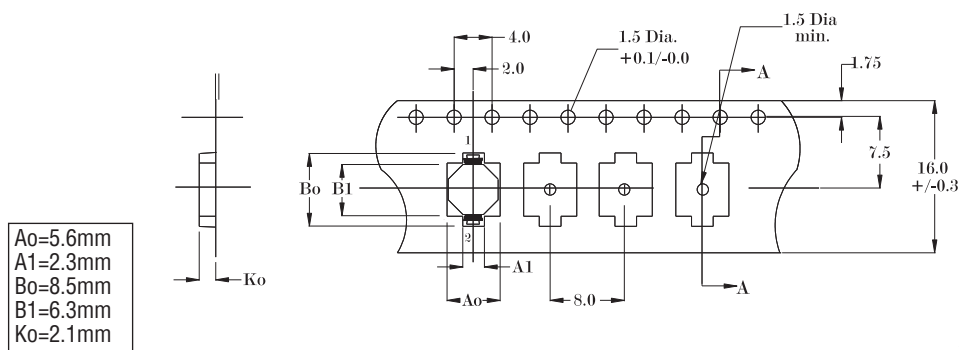 4.0
2.0
1.5 Dia.
+0.1/-0.0
1.5 Dia
min.
A
1.75
7.5
16.0
+/-0.3
1
Bo
B1
2
A1
Ao
8.0
A
Ko
Ao=5.6mm
A1=2.3mm
Bo=8.5mm
B1=6.3mm
Ko=2.1mm